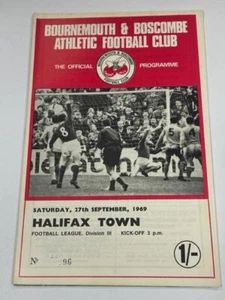 BOURNEMOUTH & BOSCOMBE
ATHLETIC FOOTBALL CLUB
THE OFFICIAL PROGRAMME
SATURDAY, 27th SEPTEMBER, 1969
HALIFAX TOWN
FOOTBALL LEAGUE, Division III KICK-OFF 3 p.m.
1/-
No 96